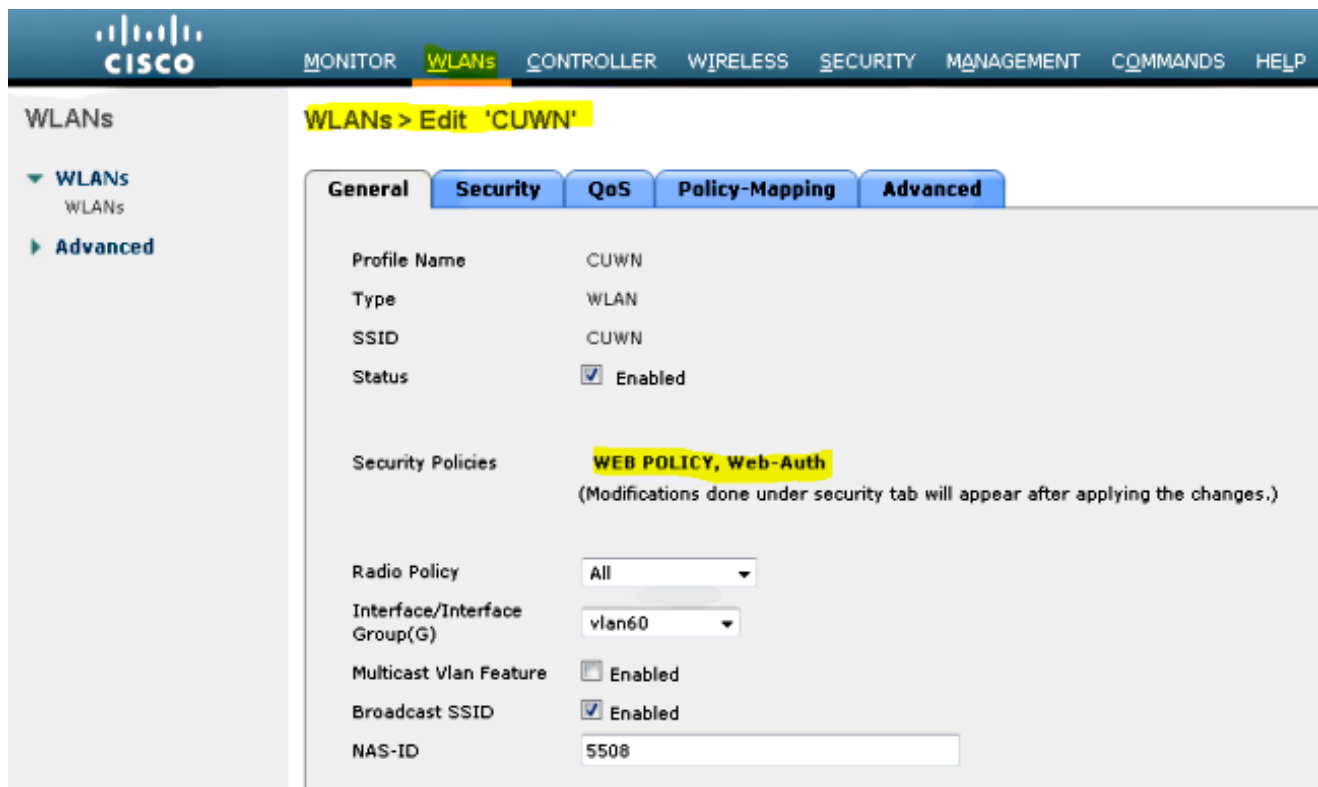 CISCO
MONITOR WLANs CONTROLLER WIRELESS SECURITY MANAGEMENT COMMANDS HELP
WLANs
WLANs > Edit 'CUWN'
WLANs
WLANs
Advanced
General Security QoS Policy-Mapping Advanced
Profile Name CUWN
Type WLAN
SSID CUWN
Status Enabled
Security Policies WEB POLICY, Web-Auth
(Modifications done under security tab will appear after applying the changes.)
Radio Policy All
Interface/Interface
Group(G) vlan60
Multicast Vlan Feature Enabled
Broadcast SSID Enabled
NAS-ID 5508